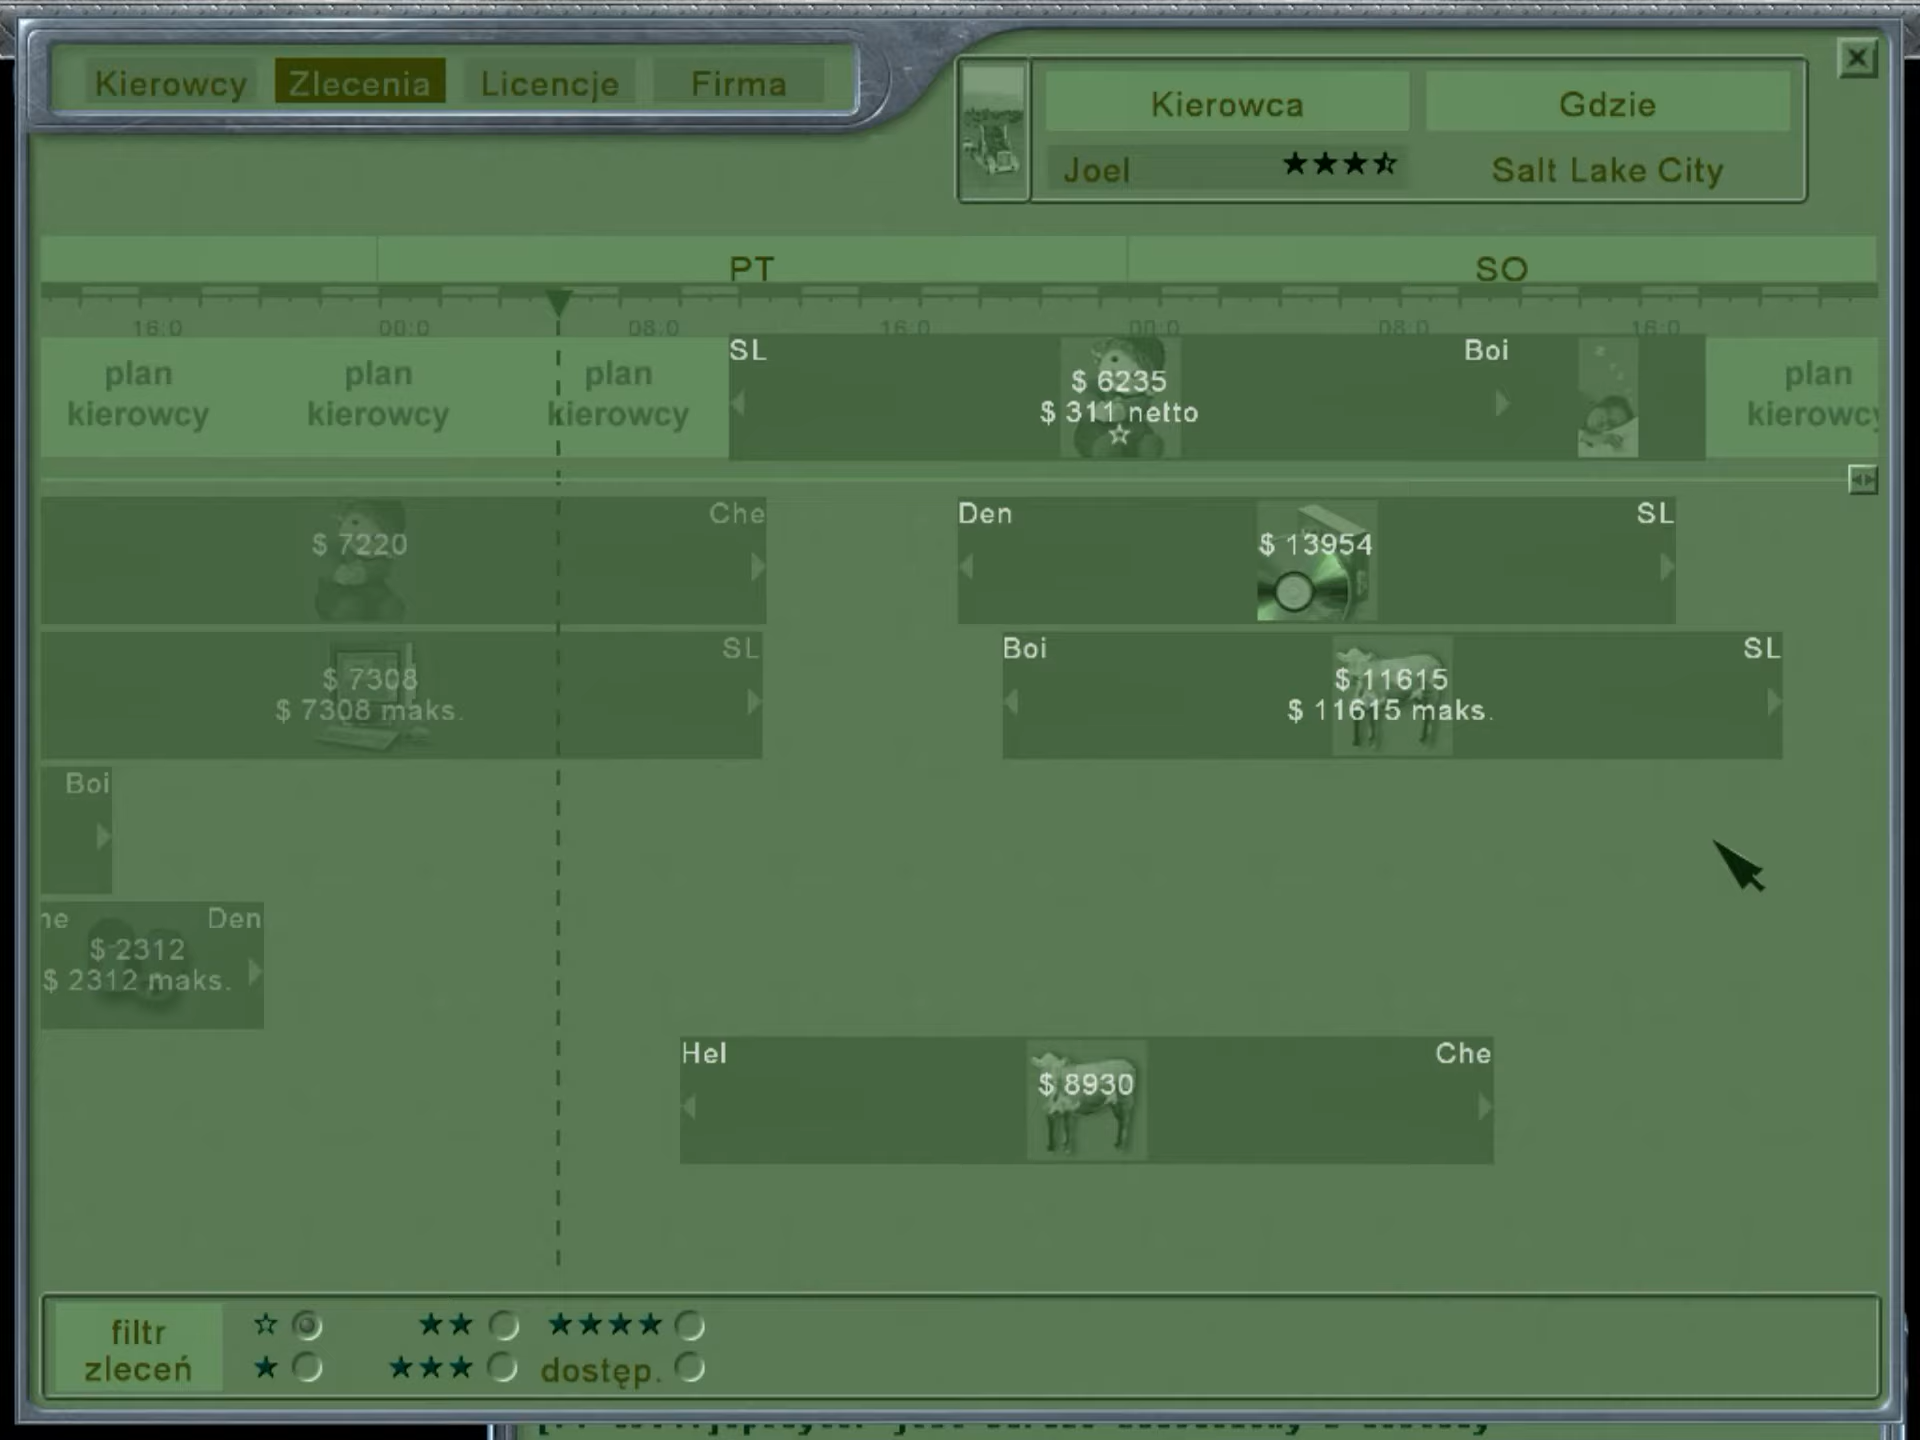 Kierowcy Zlecenia Licencje Firma
Kierowca Gdzie
Joel ★★★⯪ Salt Lake City
PT SO
16:0 00:0 08:0 16:0 00:0 08:0 16:0
plan kierowcy
plan kierowcy
plan kierowcy
SL Boi
$ 6235
$ 311 netto
☆
plan
kierowcy
Che
$ 7220
Den SL
$ 13954
SL
$ 7308
$ 7308 maks.
Boi SL
$ 11615
$ 11615 maks.
Boi
he Den
$ 2312
$ 2312 maks.
Hel Che
$ 8930
filtr
zleceń
☆ ★★ ★★★★
★ ★★★ dostęp.